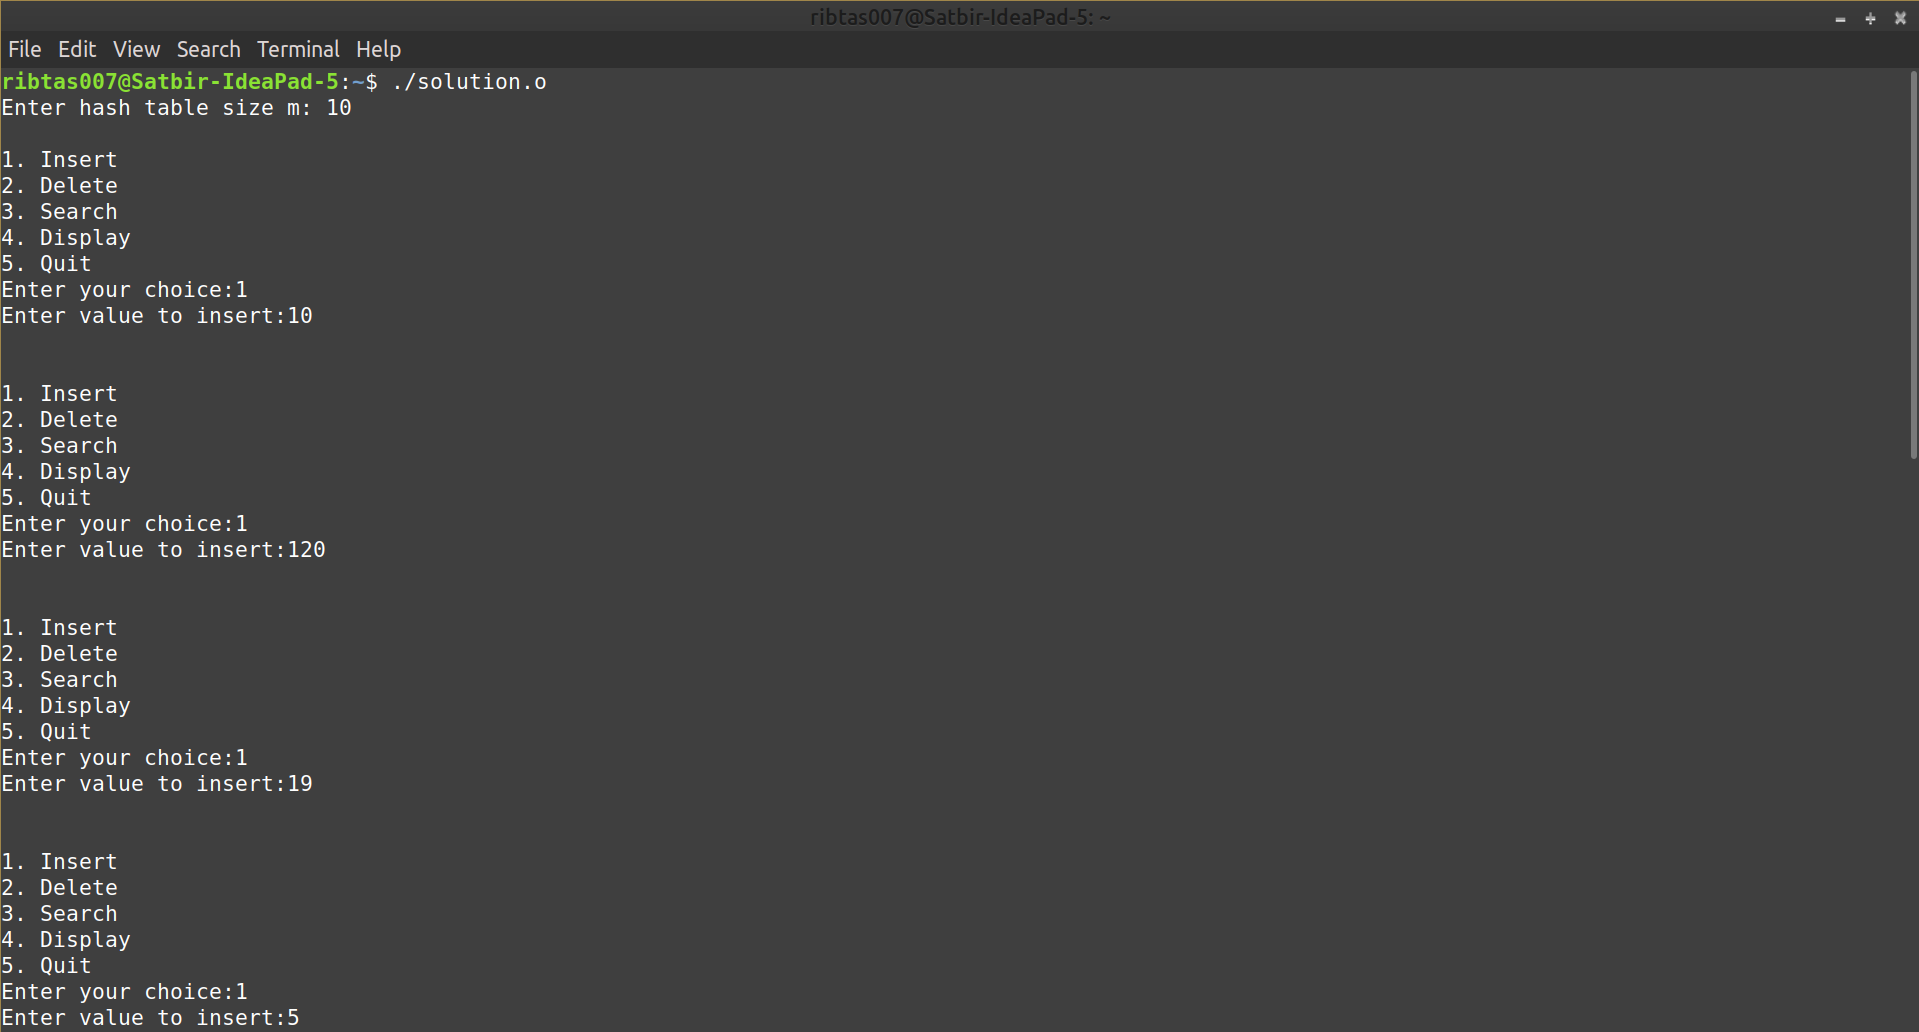 ribtas007@Satbir-IdeaPad-5: ~
File Edit View Search Terminal Help
ribtas007@Satbir-IdeaPad-5:~$ ./solution.o
Enter hash table size m: 10
1. Insert
2. Delete
3. Search
4. Display
5. Quit
Enter your choice:1
Enter value to insert:10
1. Insert
2. Delete
3. Search
4. Display
5. Quit
Enter your choice:1
Enter value to insert:120
1. Insert
2. Delete
3. Search
4. Display
5. Quit
Enter your choice:1
Enter value to insert:19
1. Insert
2. Delete
3. Search
4. Display
5. Quit
Enter your choice:1
Enter value to insert:5